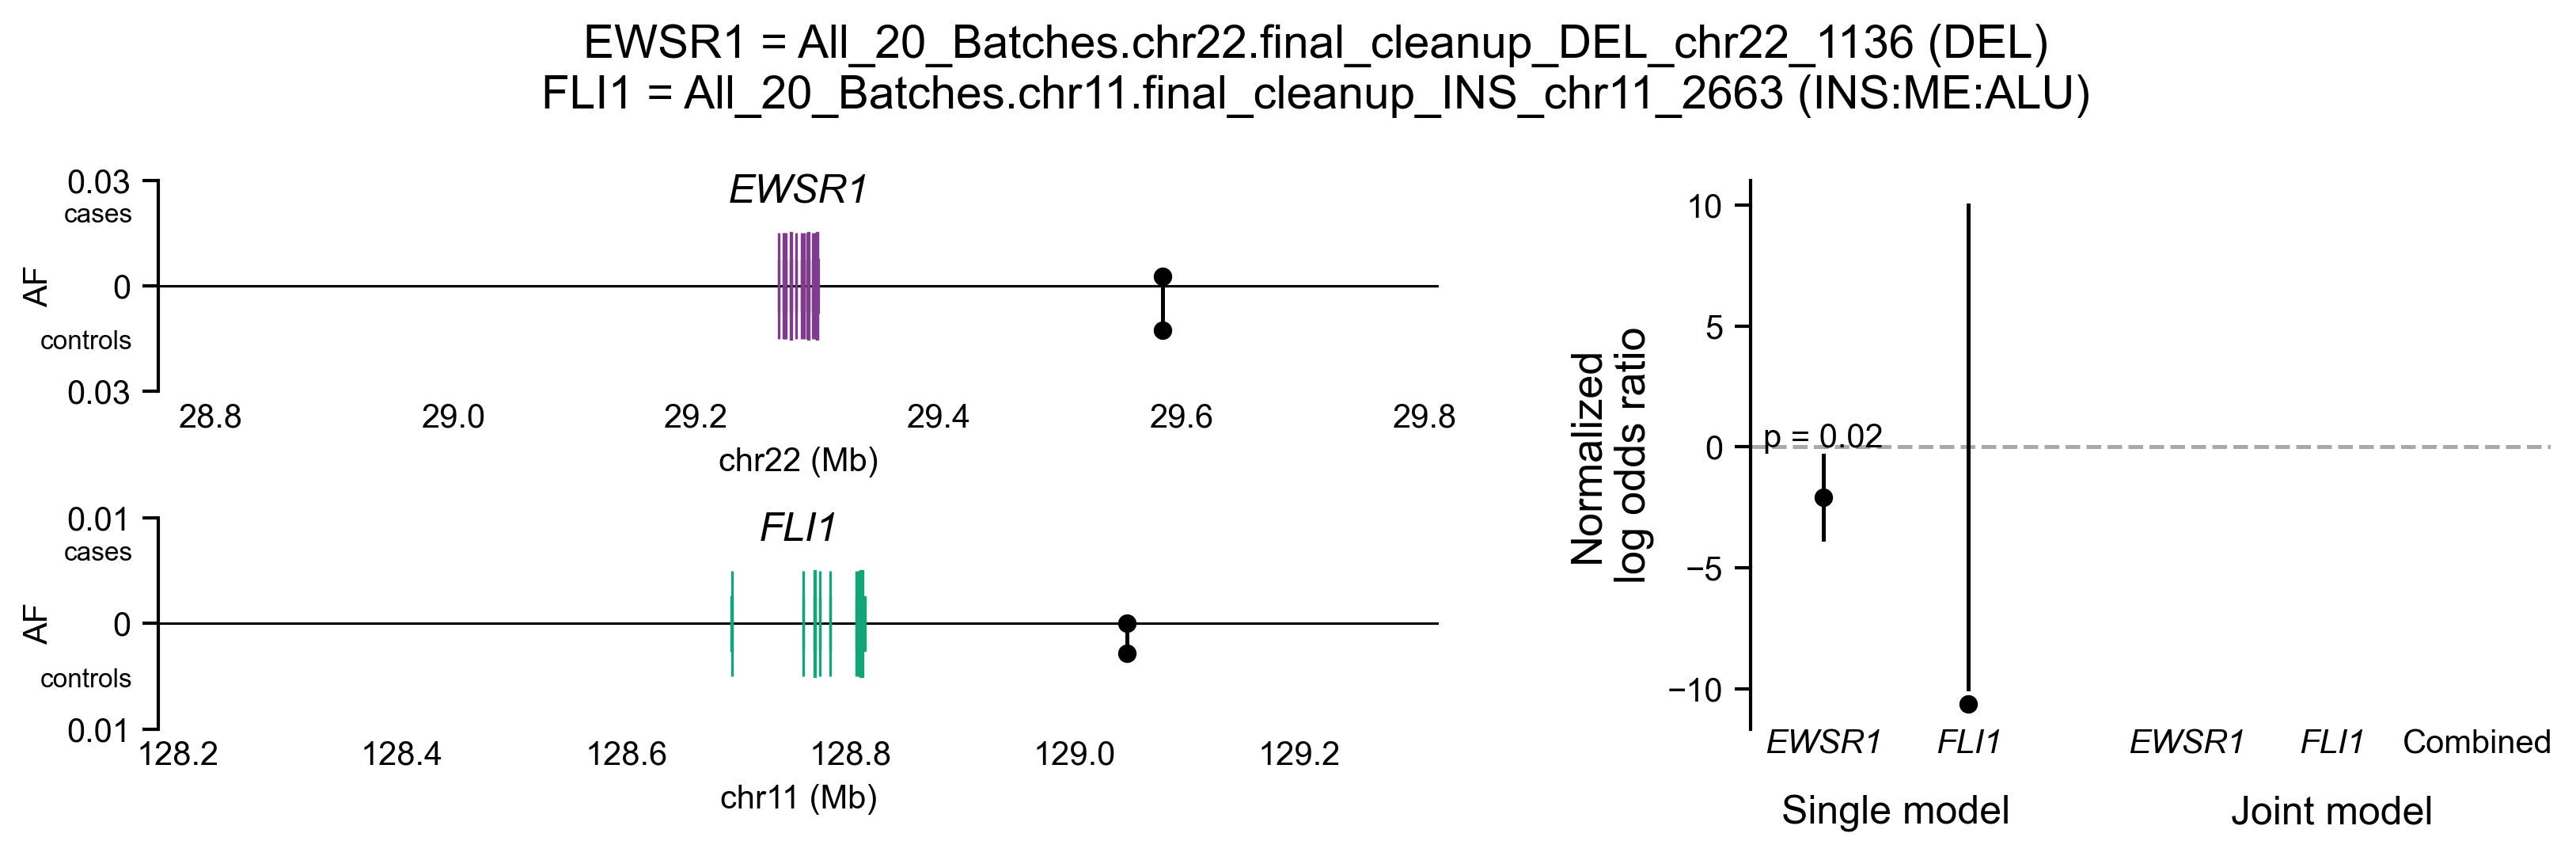 EWSR1 = All_20_Batches.chr22.final_cleanup_DEL_chr22_1136 (DEL)
FLI1 = All_20_Batches.chr11.final_cleanup_INS_chr11_2663 (INS:ME:ALU)
EWSR1
0.03
cases
AF
0
controls
0.03
28.8 29.0 29.2 29.4 29.6 29.8
chr22 (Mb)
FLI1
0.01
cases
AF
0
controls
0.01
128.2 128.4 128.6 128.8 129.0 129.2
chr11 (Mb)
Normalized
log odds ratio
10
5
0
−5
−10
p = 0.02
EWSR1 FLI1 EWSR1 FLI1 Combined
Single model Joint model